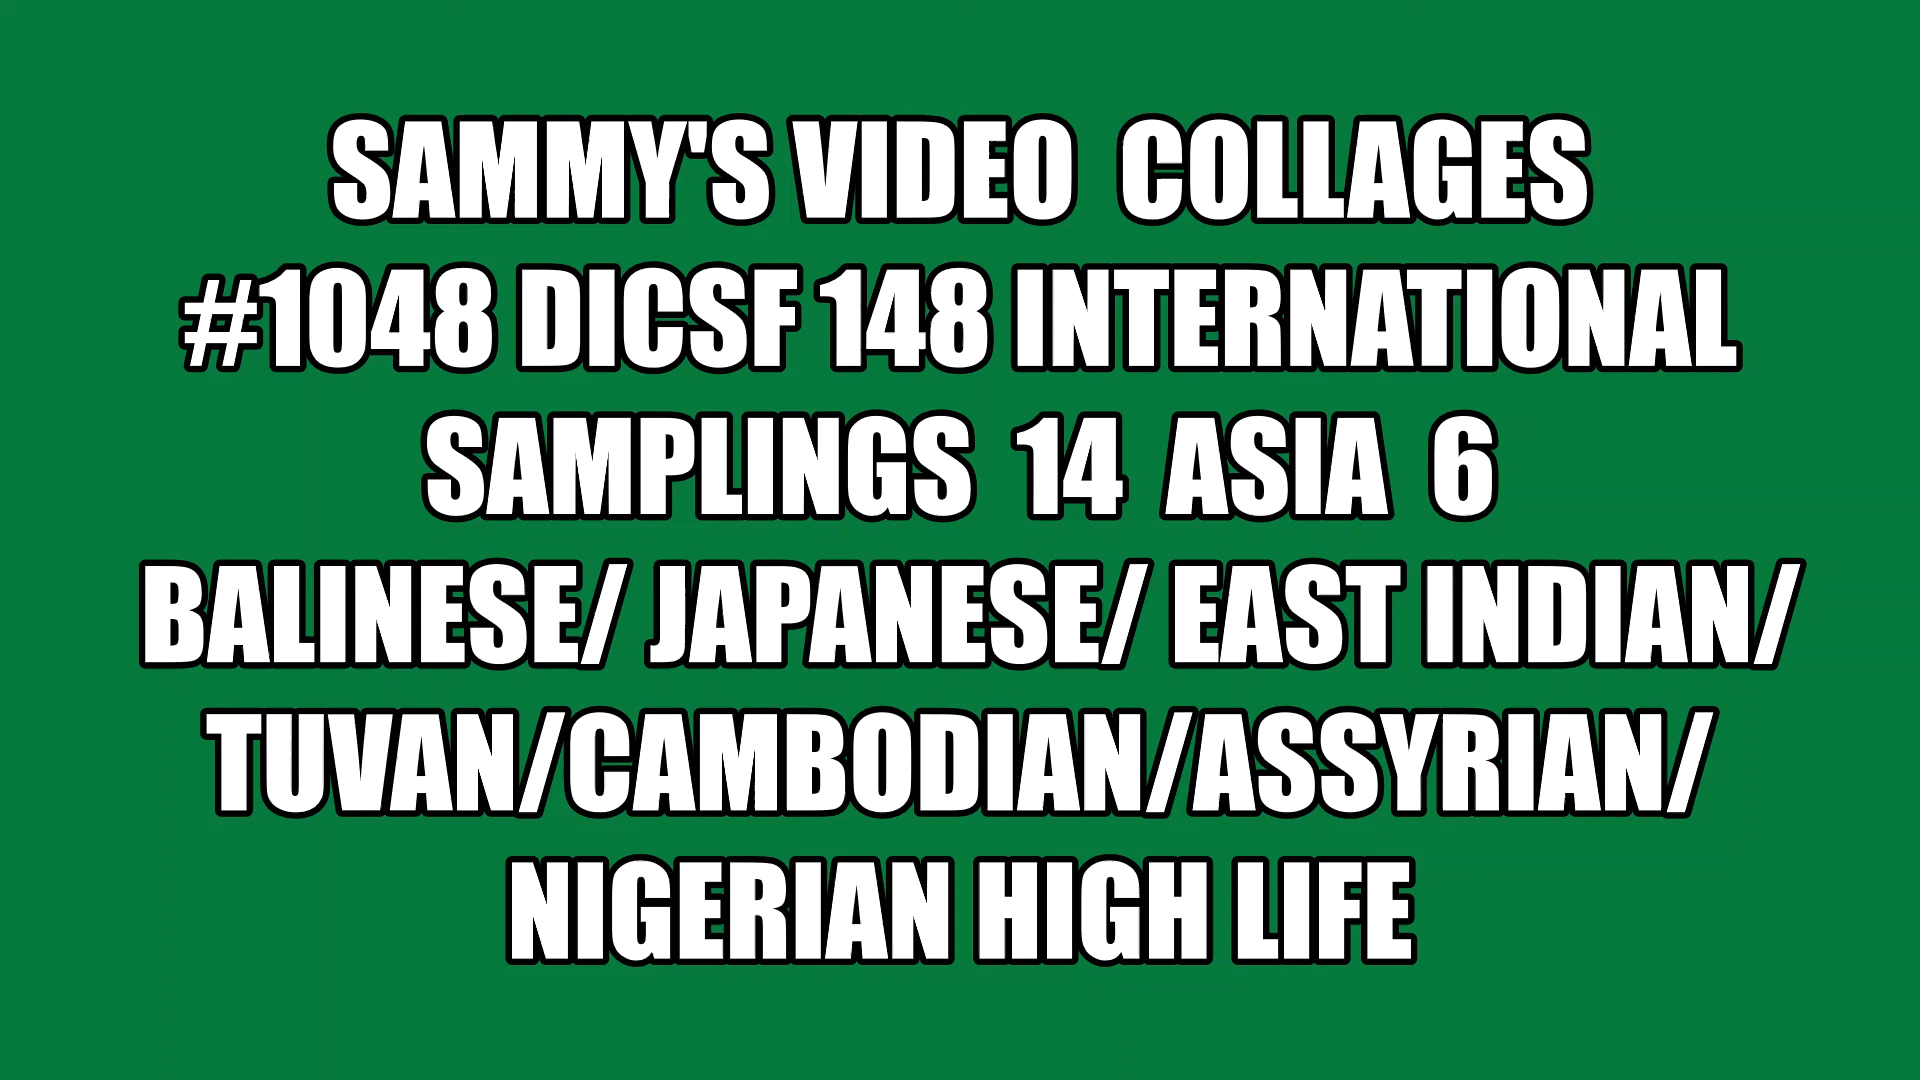 SAMMY'S VIDEO COLLAGES
#1048 DICSF 148 INTERNATIONAL
SAMPLINGS 14 ASIA 6
BALINESE/ JAPANESE/ EAST INDIAN/
TUVAN/CAMBODIAN/ASSYRIAN/
NIGERIAN HIGH LIFE